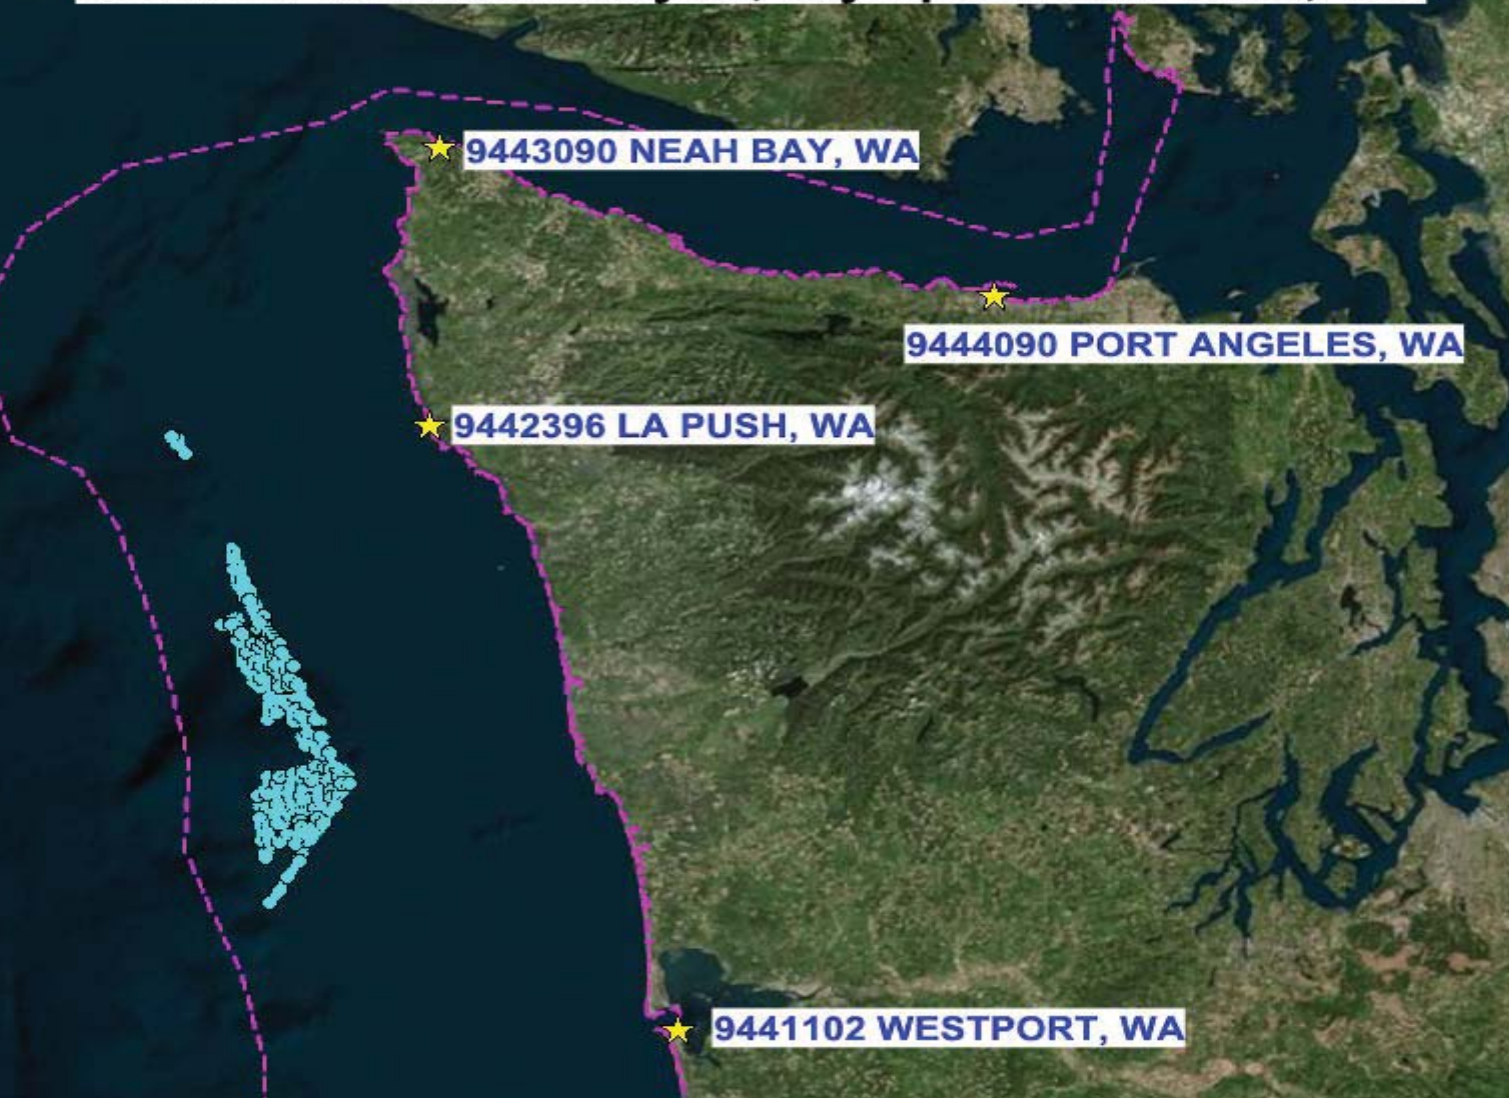 9443090 NEAH BAY, WA
9444090 PORT ANGELES, WA
9442396 LA PUSH, WA
9441102 WESTPORT, WA